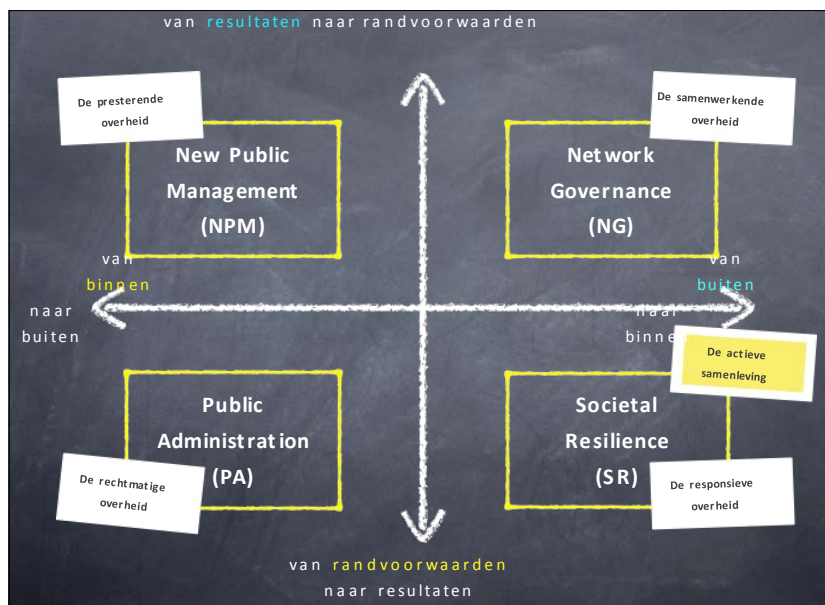 van resultaten naar randvoorwaarden
De presterende
overheid
De samenwerkende
overheid
New Public
Management
(NPM)
Network
Governance
(NG)
van
binnen
naar
buiten
van
buiten
naar
binnen
De actieve
samenleving
Public
Administration
(PA)
Societal
Resilience
(SR)
De rechtmatige
overheid
De responsieve
overheid
van randvoorwaarden
naar resultaten